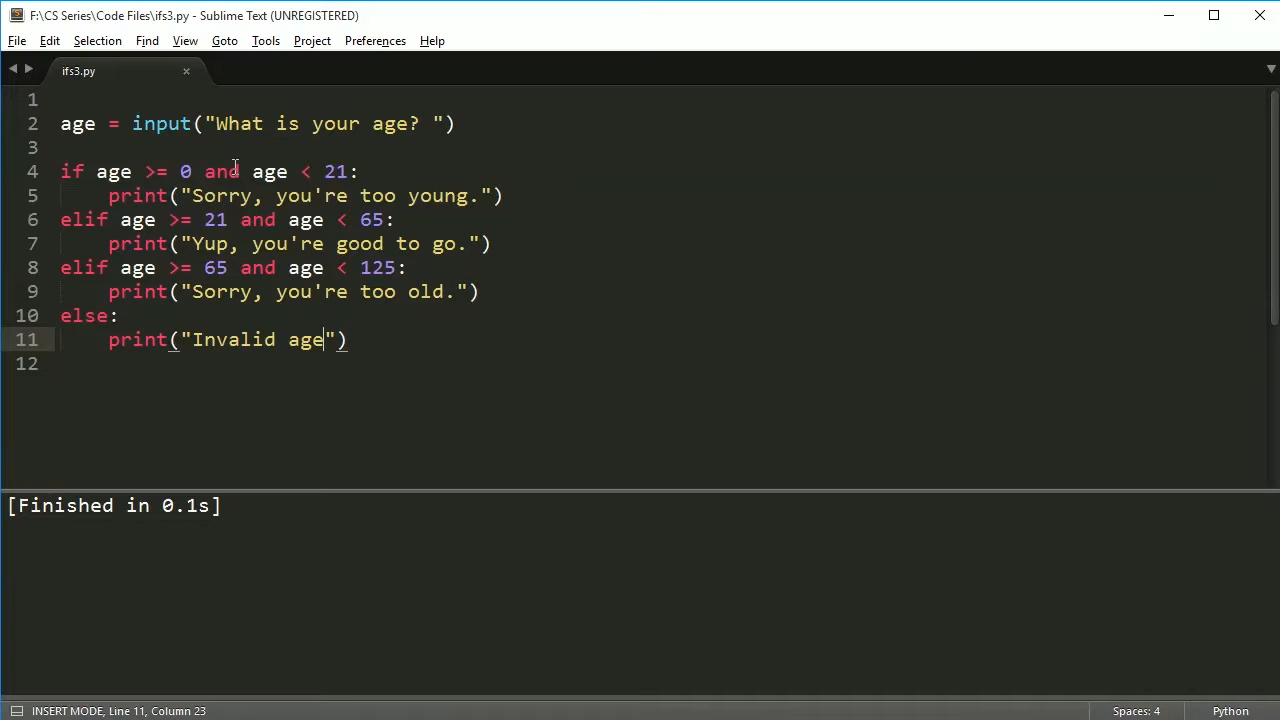 F:\CS Series\Code Files\ifs3.py - Sublime Text (UNREGISTERED)
File Edit Selection Find View Goto Tools Project Preferences Help
ifs3.py
1
2 age = input("What is your age? ")
3
4 if age >= 0 and age < 21:
5     print("Sorry, you're too young.")
6 elif age >= 21 and age < 65:
7     print("Yup, you're good to go.")
8 elif age >= 65 and age < 125:
9     print("Sorry, you're too old.")
10 else:
11     print("Invalid age")
12
[Finished in 0.1s]
INSERT MODE, Line 11, Column 23 Spaces: 4 Python